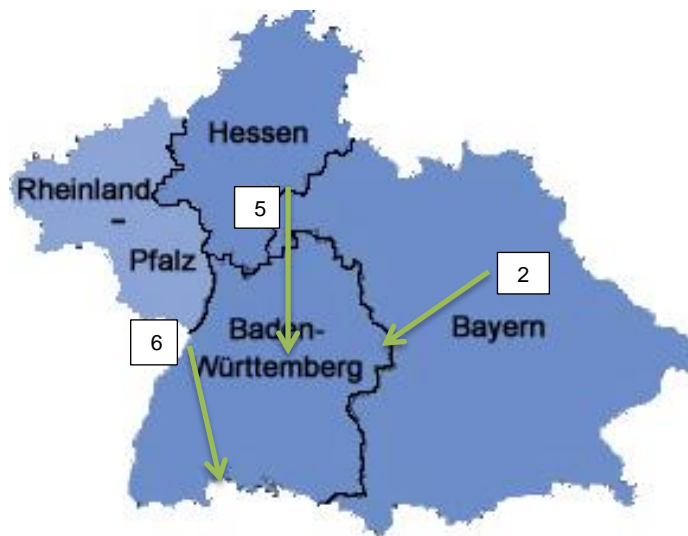 Hessen
Rheinland
-
Pfalz
5
2
Baden-
Württemberg
Bayern
6